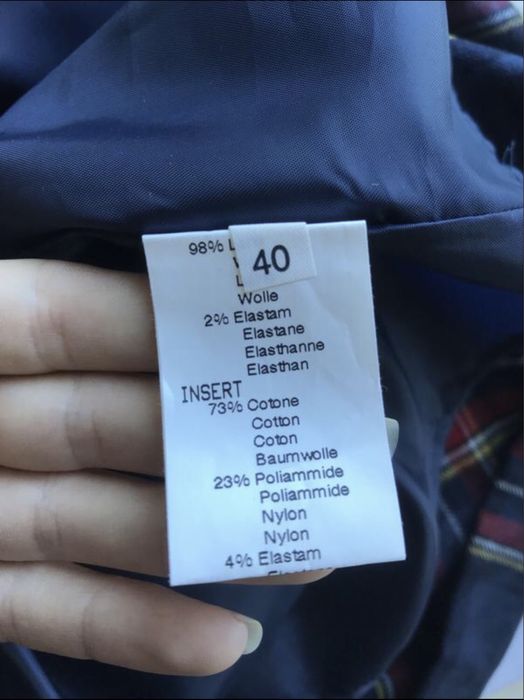 98% L
40
Wolle
2% Elastam
Elastane
Elasthanne
Elasthan
INSERT
73% Cotone
Cotton
Coton
Baumwolle
23% Poliammide
Poliammide
Nylon
Nylon
4% Elastam